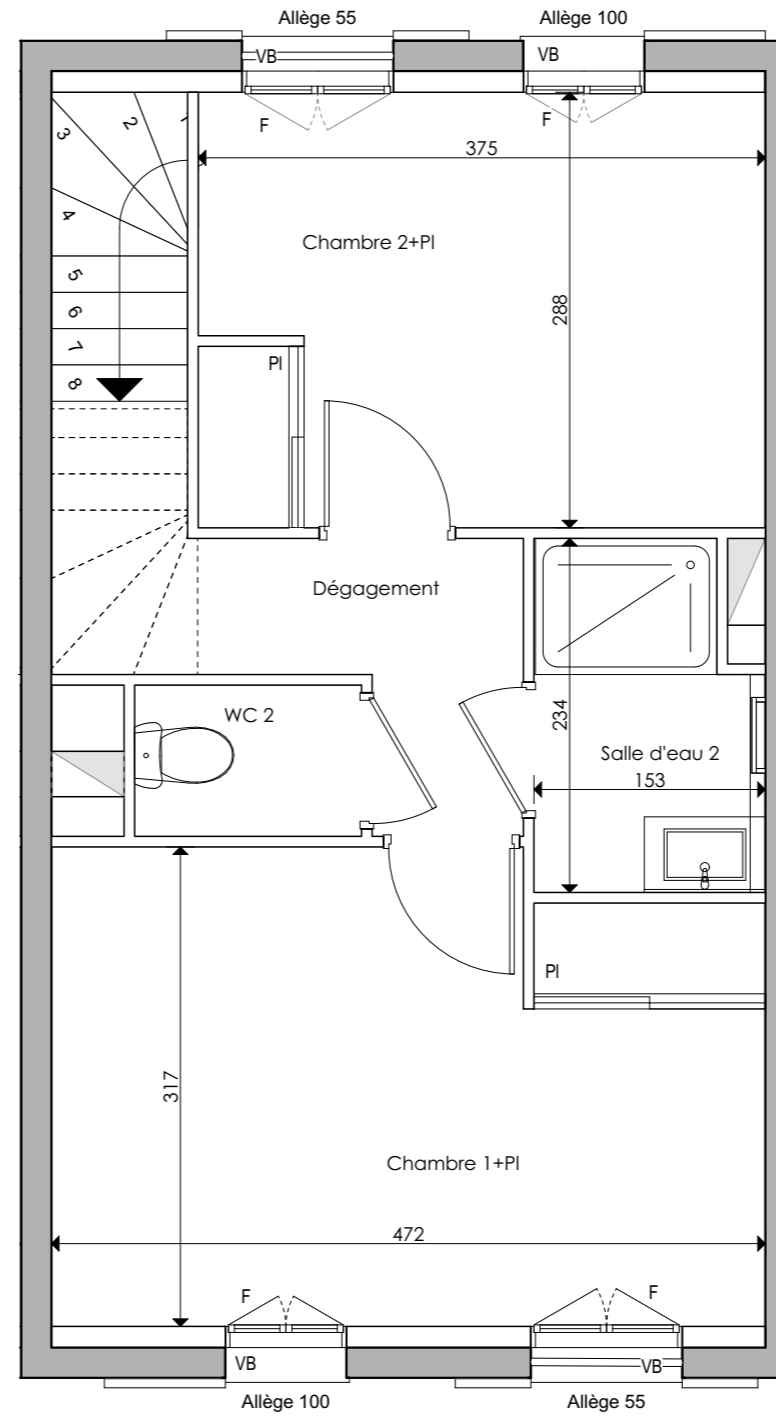 Allège 55
Allège 100
VB
VB
F
F
2
3
4
5
6
7
8
375
Chambre 2+Pl
288
Pl
Dégagement
WC 2
234
Salle d'eau 2
153
Pl
317
Chambre 1+Pl
472
F
F
VB
VB
Allège 100
Allège 55